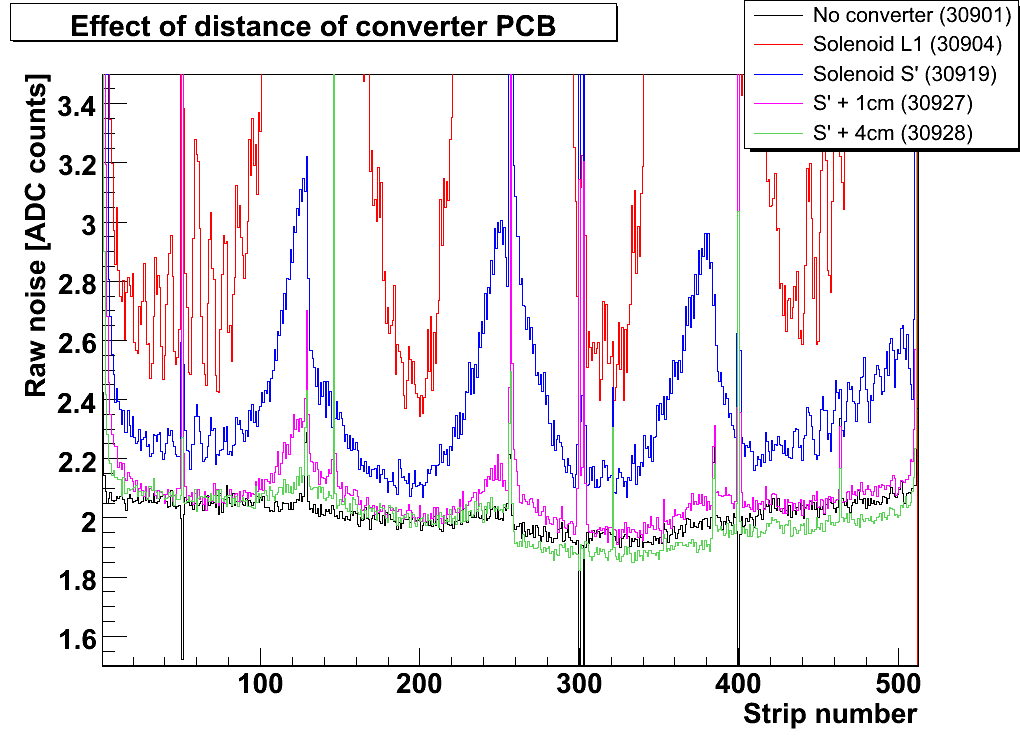 Effect of distance of converter PCB
No converter (30901)
Solenoid L1 (30904)
Solenoid S' (30919)
S' + 1cm (30927)
S' + 4cm (30928)
Raw noise [ADC counts]
3.4
3.2
3
2.8
2.6
2.4
2.2
2
1.8
1.6
100
200
300
400
500
Strip number